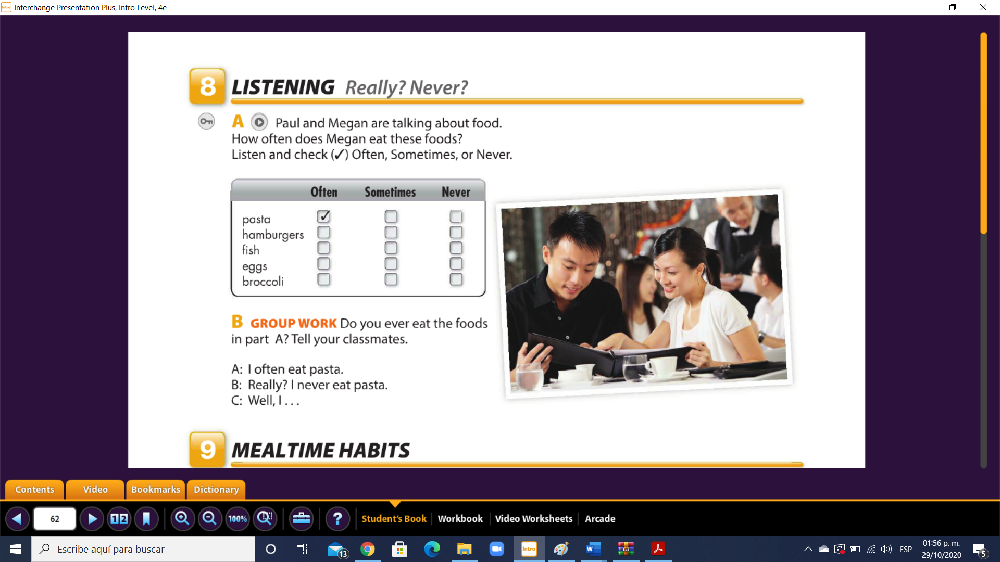 Intro
Interchange Presentation Plus, Intro Level, 4e
8 LISTENING Really? Never?
A Paul and Megan are talking about food.
How often does Megan eat these foods?
Listen and check (✓) Often, Sometimes, or Never.
Often Sometimes Never
pasta ✓
hamburgers
fish
eggs
broccoli
B GROUP WORK Do you ever eat the foods
in part A? Tell your classmates.
A: I often eat pasta.
B: Really? I never eat pasta.
C: Well, I . . .
9 MEALTIME HABITS
Contents Video Bookmarks Dictionary
62 12 100% ? Student's Book Workbook Video Worksheets Arcade
Escribe aquí para buscar 13 Intro W ESP 01:56 p. m.
29/10/2020 5